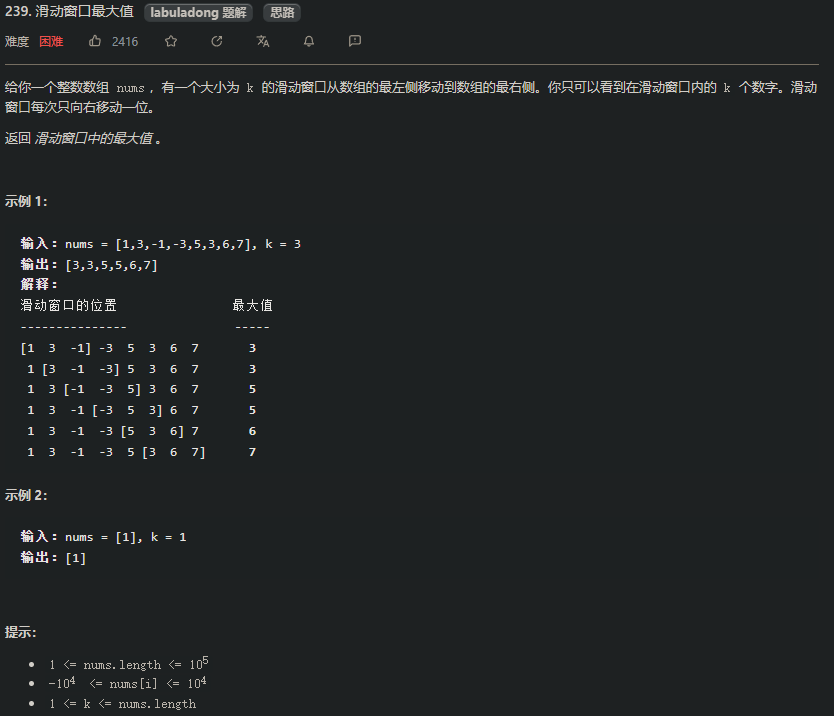 239. 滑动窗口最大值 labuladong 题解 思路
难度 困难 2416
给你一个整数数组 nums，有一个大小为 k 的滑动窗口从数组的最左侧移动到数组的最右侧。你只可以看到在滑动窗口内的 k 个数字。滑动
窗口每次只向右移动一位。
返回 滑动窗口中的最大值 。
示例 1：
输入：nums = [1,3,-1,-3,5,3,6,7], k = 3
输出：[3,3,5,5,6,7]
解释：
滑动窗口的位置 最大值
--------------- -----
[1 3 -1] -3 5 3 6 7 3
1 [3 -1 -3] 5 3 6 7 3
1 3 [-1 -3 5] 3 6 7 5
1 3 -1 [-3 5 3] 6 7 5
1 3 -1 -3 [5 3 6] 7 6
1 3 -1 -3 5 [3 6 7] 7
示例 2：
输入：nums = [1], k = 1
输出：[1]
提示：
• 1 <= nums.length <= 10⁵
• -10⁴ <= nums[i] <= 10⁴
• 1 <= k <= nums.length